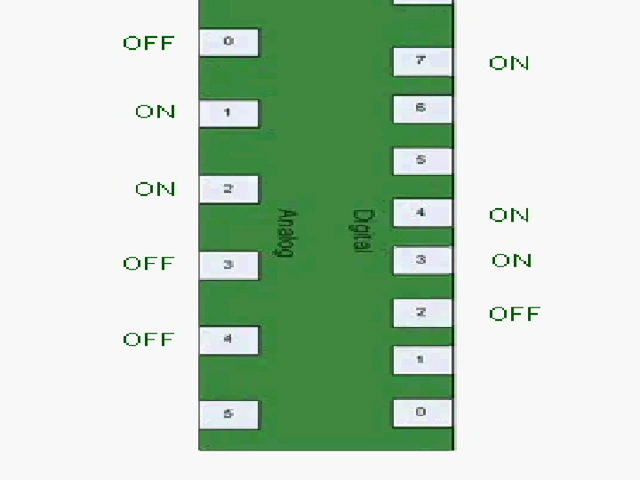 OFF 0
7 ON
ON 1
6
5
ON 2
4 ON
Analog Digital
3 ON
OFF 3
2 OFF
OFF 4
1
5
0